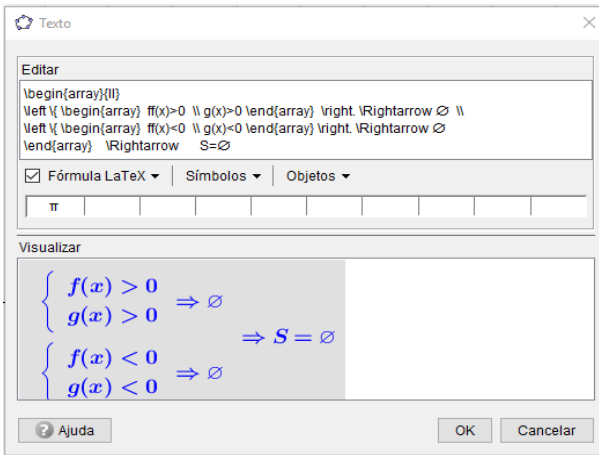 Texto
Editar
\begin{array}{ll}
\left \{ \begin{array} ff(x)>0 \\ g(x)>0 \end{array} \right. \Rightarrow ∅ \\
\left \{ \begin{array} ff(x)<0 \\ g(x)<0 \end{array} \right. \Rightarrow ∅
\end{array} \Rightarrow S=∅
Fórmula LaTeX ▾ Símbolos ▾ Objetos ▾
π
Visualizar
f(x) > 0
⇒ ∅
g(x) > 0
⇒ S = ∅
f(x) < 0
⇒ ∅
g(x) < 0
Ajuda OK Cancelar